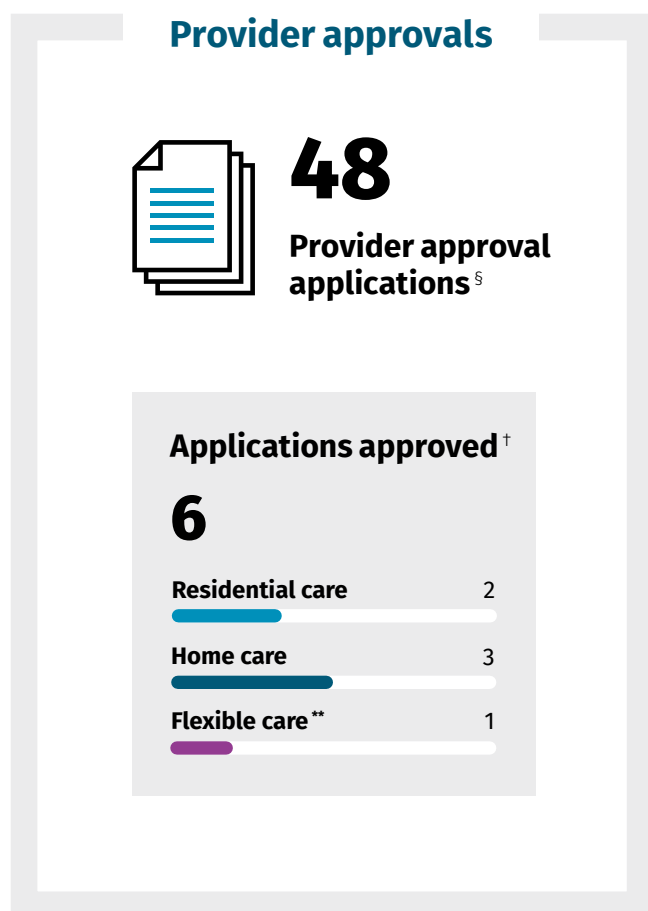 Provider approvals
48
Provider approval
applications §
Applications approved †
6
Residential care 2
Home care 3
Flexible care ** 1